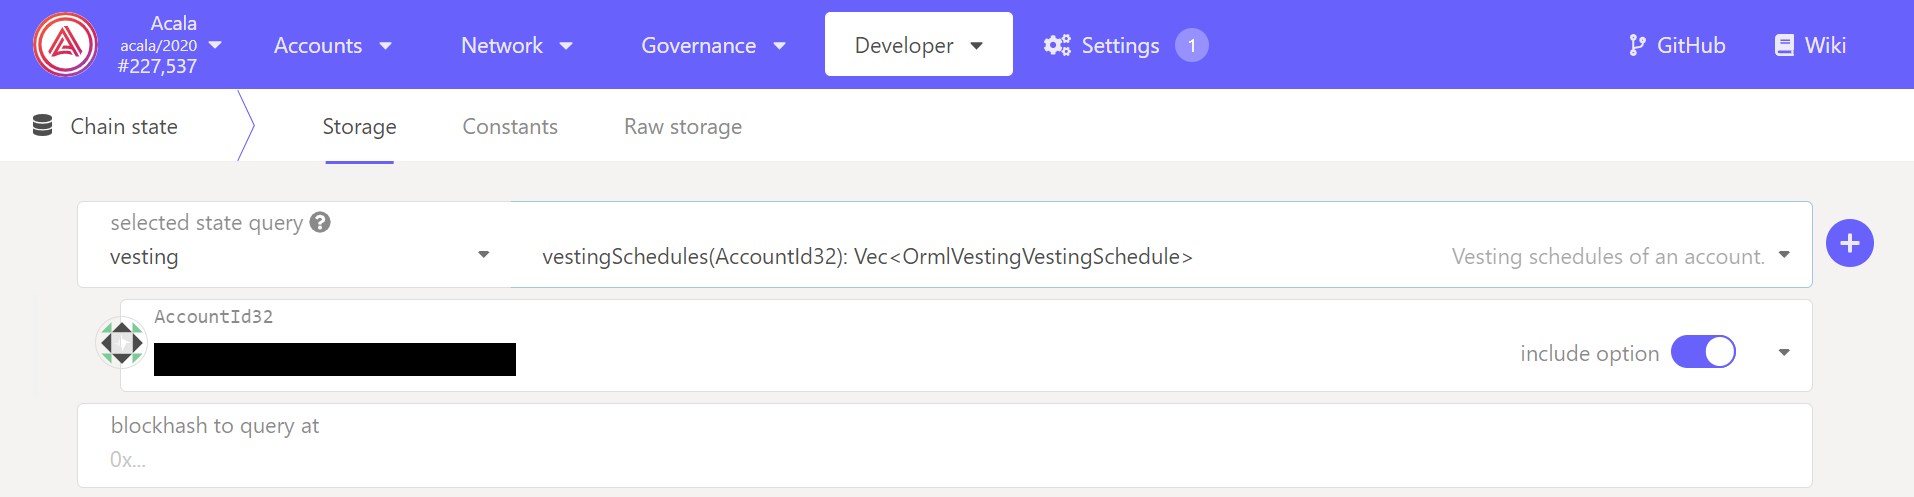 Acala
acala/2020
#227,537
Accounts
Network
Governance
Developer
Settings
1
GitHub
Wiki
Chain state
Storage
Constants
Raw storage
selected state query ?
vesting
vestingSchedules(AccountId32): Vec<OrmlVestingVestingSchedule>
Vesting schedules of an account.
AccountId32
include option
blockhash to query at
0x...